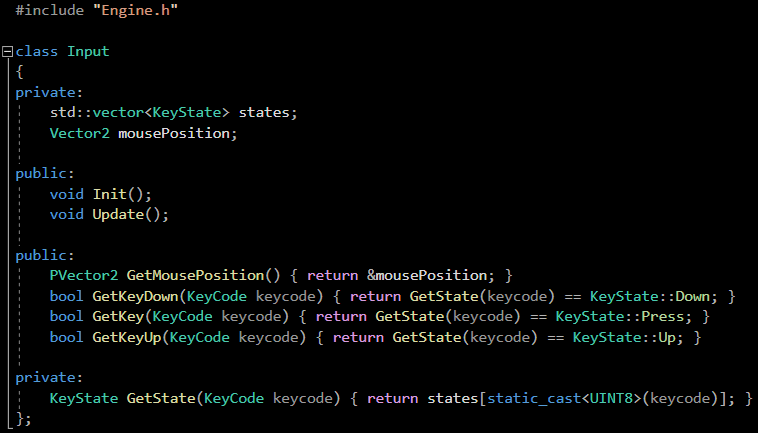 #include "Engine.h"
class Input
{
private:
std::vector<KeyState> states;
Vector2 mousePosition;
public:
void Init();
void Update();
public:
PVector2 GetMousePosition() { return &mousePosition; }
bool GetKeyDown(KeyCode keycode) { return GetState(keycode) == KeyState::Down; }
bool GetKey(KeyCode keycode) { return GetState(keycode) == KeyState::Press; }
bool GetKeyUp(KeyCode keycode) { return GetState(keycode) == KeyState::Up; }
private:
KeyState GetState(KeyCode keycode) { return states[static_cast<UINT8>(keycode)]; }
};